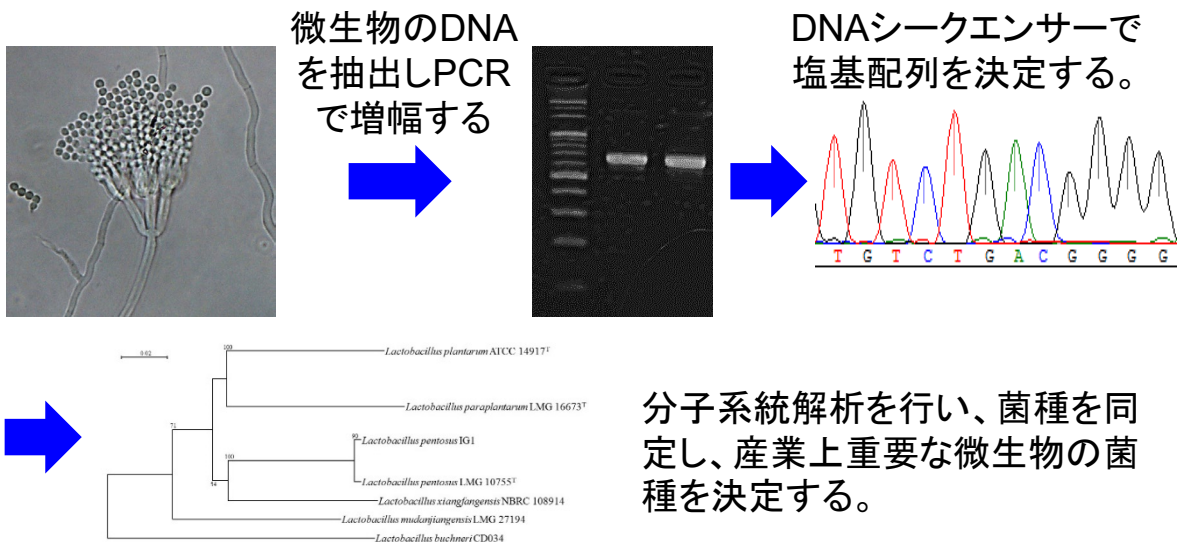 微生物のDNA
を抽出しPCR
で増幅する
DNAシークエンサーで
塩基配列を決定する。
T G T C T G A C G G G G
0.02
100
Lactobacillus plantarum ATCC 14917ᵀ
Lactobacillus paraplantarum LMG 16673ᵀ
71
90
Lactobacillus pentosus IG1
100
Lactobacillus pentosus LMG 10755ᵀ
54
Lactobacillus xiangfangensis NBRC 108914
Lactobacillus mudanjiangensis LMG 27194
Lactobacillus buchneri CD034
分子系統解析を行い、菌種を同
定し、産業上重要な微生物の菌
種を決定する。